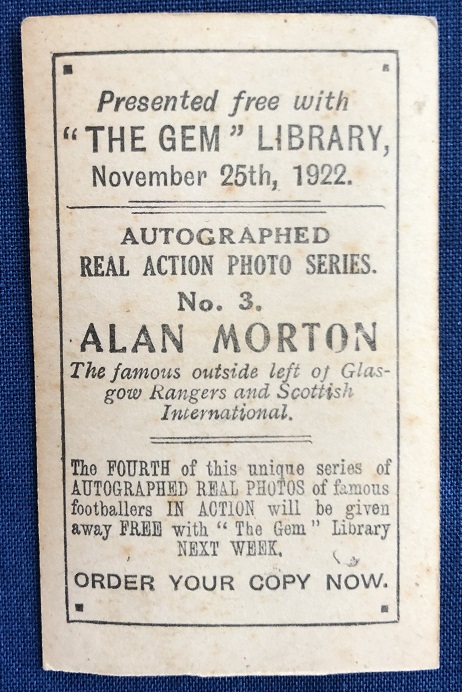 Presented free with
"THE GEM" LIBRARY,
November 25th, 1922.
AUTOGRAPHED
REAL ACTION PHOTO SERIES.
No. 3.
ALAN MORTON
The famous outside left of Glas-
gow Rangers and Scottish
International.
The FOURTH of this unique series of
AUTOGRAPHED REAL PHOTOS of famous
footballers IN ACTION will be given
away FREE with "The Gem" Library
NEXT WEEK.
ORDER YOUR COPY NOW.